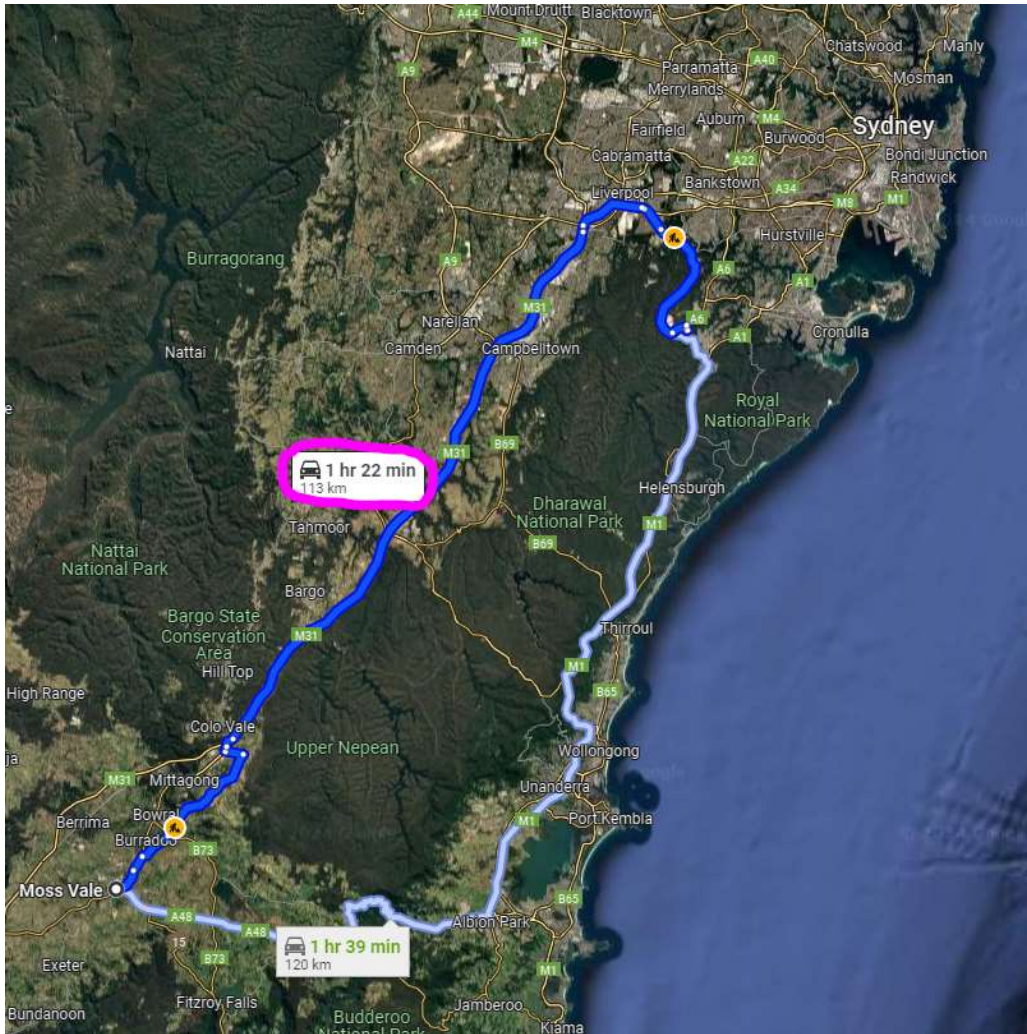 A44
Mount Druitt
Blacktown
M4
Chatswood
Manly
A9
Parramatta
A40
Mosman
Merrylands
M4
Auburn
Fairfield
Burwood
Sydney
Cabramatta
A22
Bondi Junction
Liverpool
Bankstown
A34
Randwick
M8
M1
Hurstville
Burragorang
A9
A6
A1
M31
Narellan
A6
Cronulla
Nattai
Camden
Campbelltown
A1
Royal
National Park
B69
M31
1 hr 22 min
113 km
Helensburgh
Dharawal
National Park
Tahmoor
M1
B69
Nattai
National Park
Bargo
Bargo State
Conservation
Area
M31
Thirroul
Hill Top
M1
High Range
B65
Colo Vale
Upper Nepean
Wollongong
M31
Mittagong
Unanderra
Berrima
Bowral
M1
Port Kembla
Burradoo
B73
Moss Vale
A48
Albion Park
B65
A48
15
1 hr 39 min
120 km
Exeter
B73
M1
Fitzroy Falls
Jamberoo
Bundanoon
Budderoo
National Park
Kiama